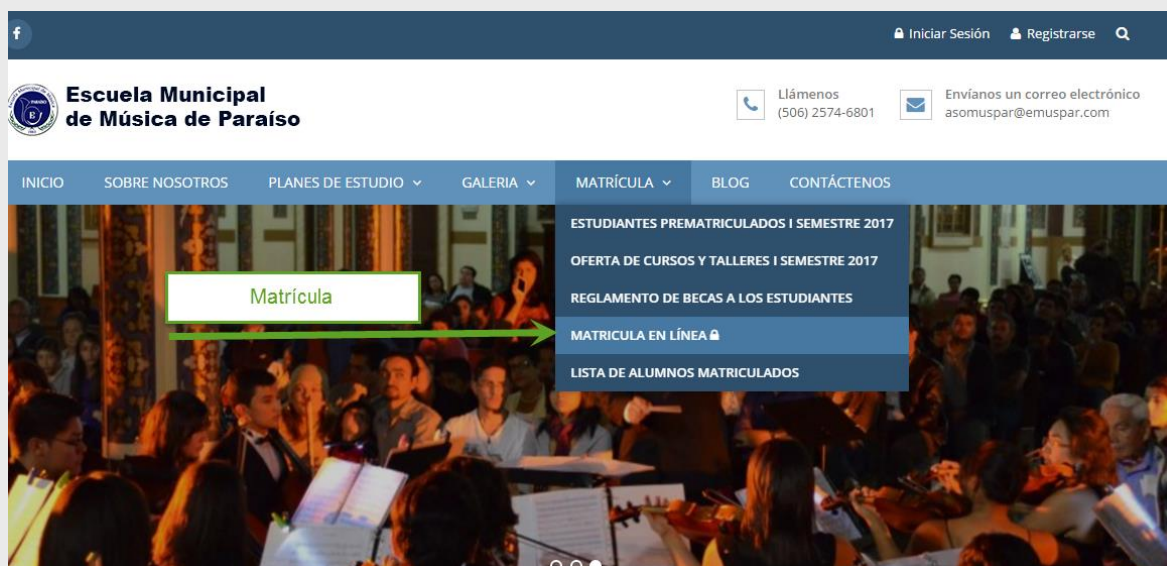 f
Iniciar Sesión Registrarse
Escuela Municipal
de Música de Paraíso
Llámenos
(506) 2574-6801
Envíanos un correo electrónico
asomuspar@emuspar.com
INICIO SOBRE NOSOTROS PLANES DE ESTUDIO GALERIA MATRÍCULA BLOG CONTÁCTENOS
ESTUDIANTES PREMATRICULADOS I SEMESTRE 2017
OFERTA DE CURSOS Y TALLERES I SEMESTRE 2017
REGLAMENTO DE BECAS A LOS ESTUDIANTES
MATRICULA EN LÍNEA
LISTA DE ALUMNOS MATRICULADOS
Matrícula